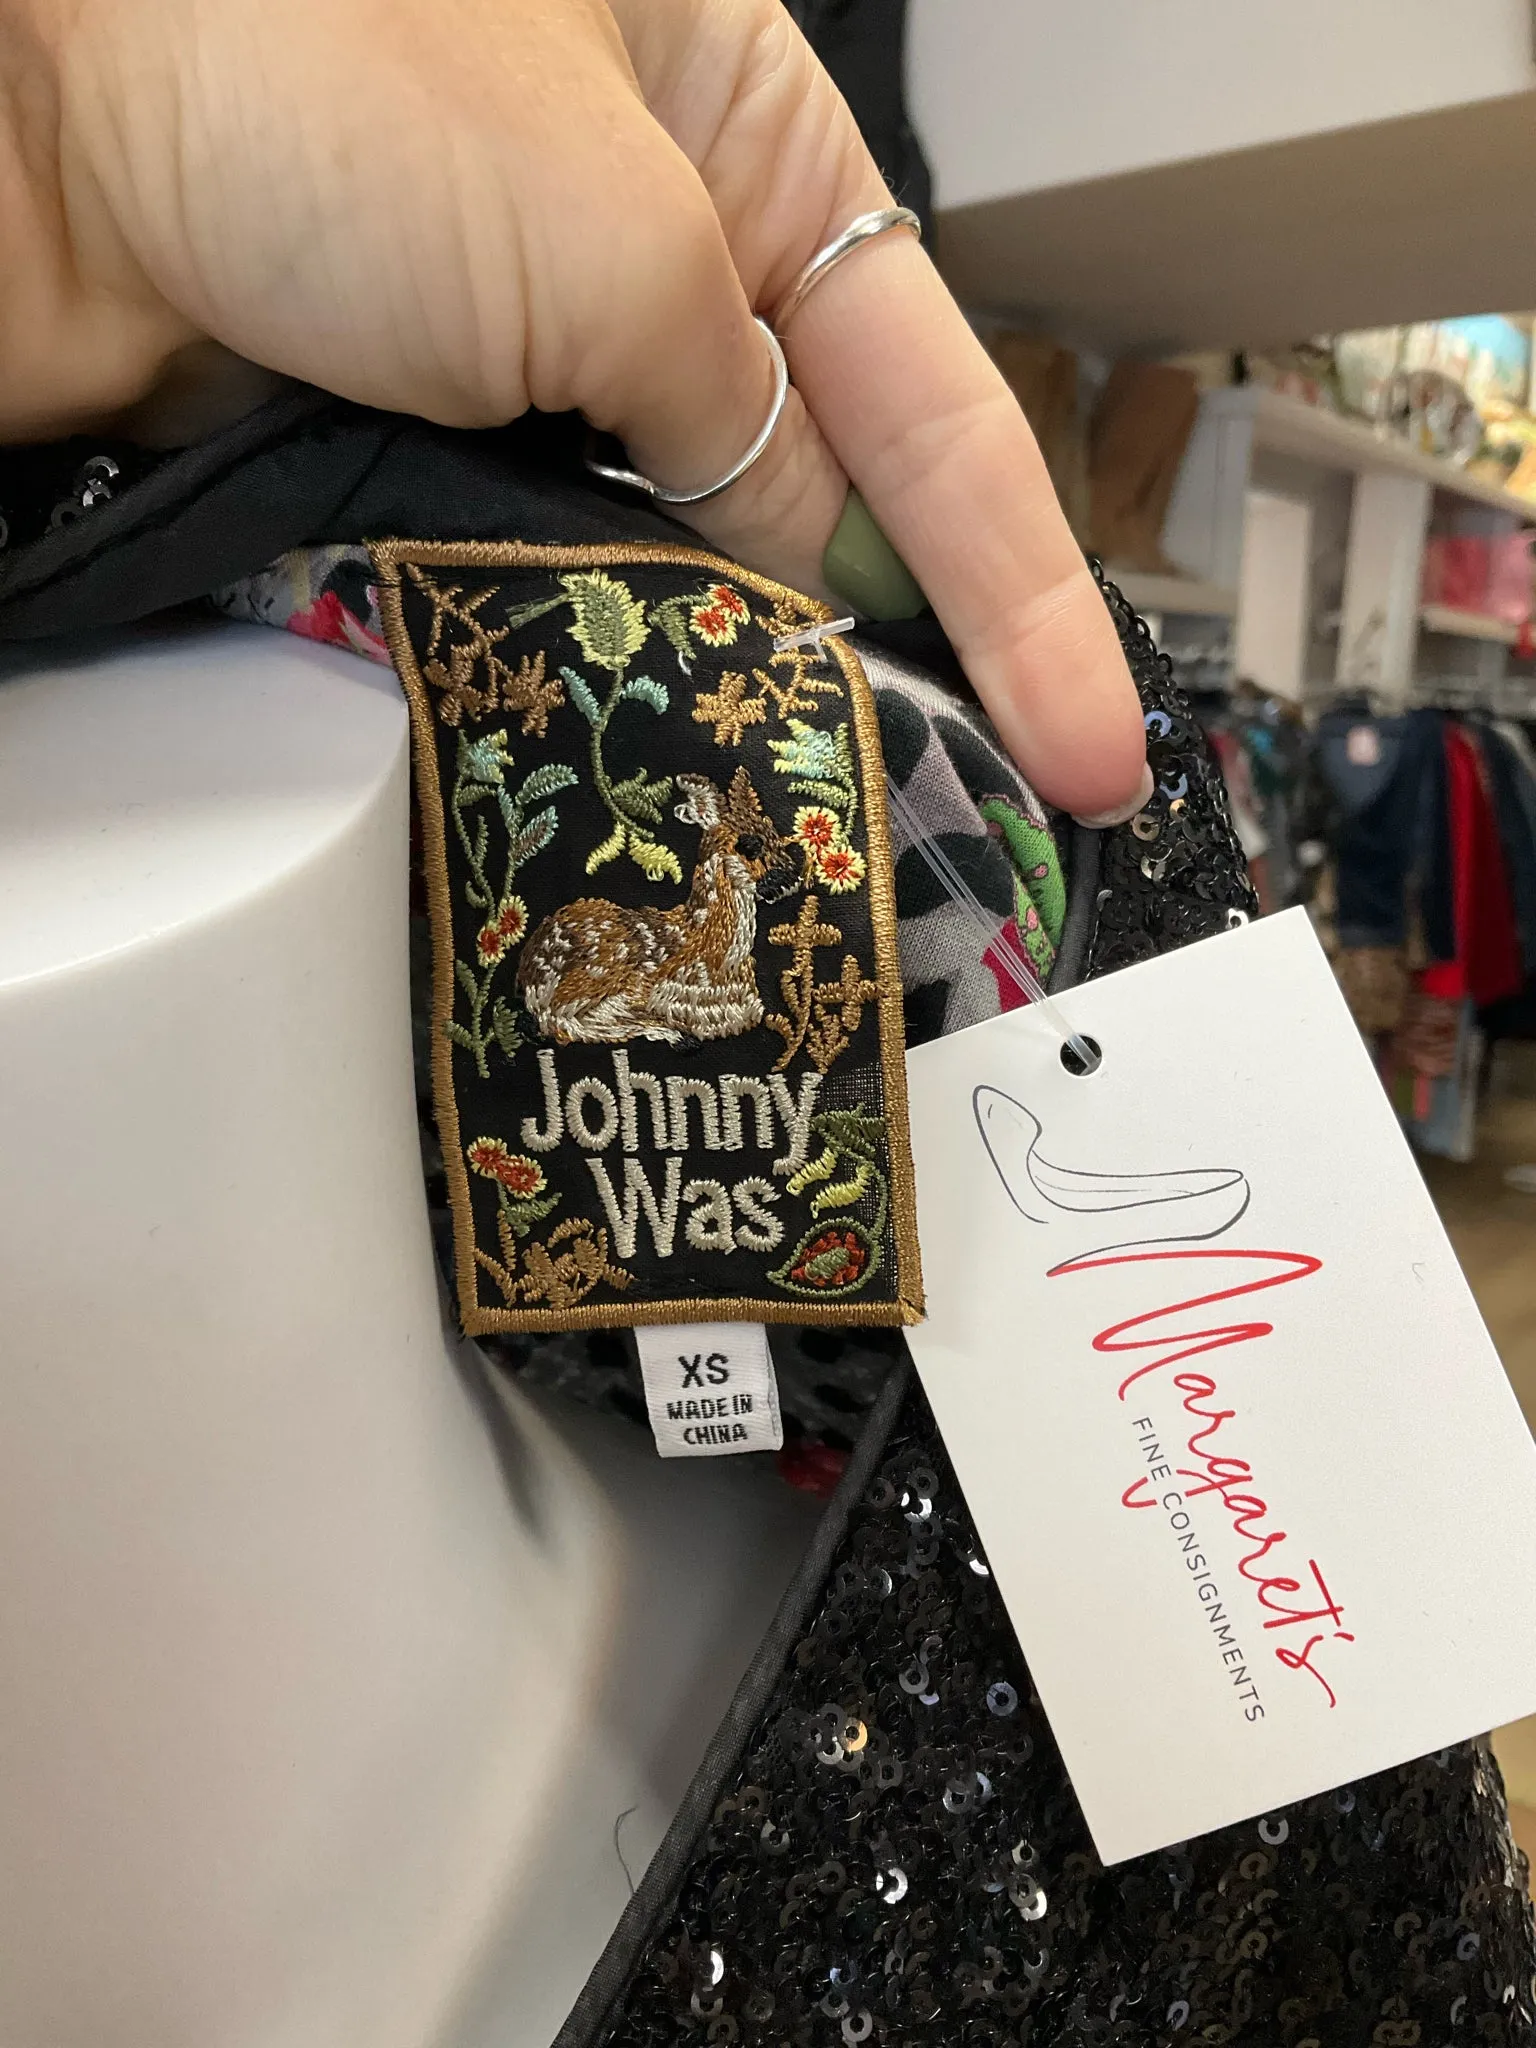 Johnny
Was
XS
MADE IN
CHINA
Margaret's
FINE CONSIGNMENTS